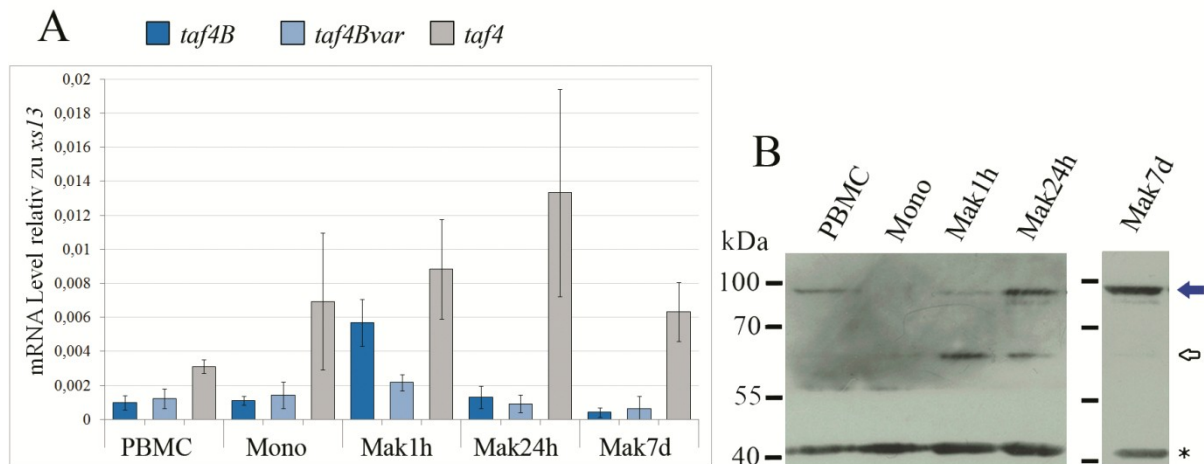 A
taf4B taf4Bvar taf4
mRNA Level relativ zu xs13
0,02
0,018
0,016
0,014
0,012
0,01
0,008
0,006
0,004
0,002
0
PBMC Mono Mak1h Mak24h Mak7d
B
PBMC Mono Mak1h Mak24h Mak7d
kDa
100
70
55
40 *